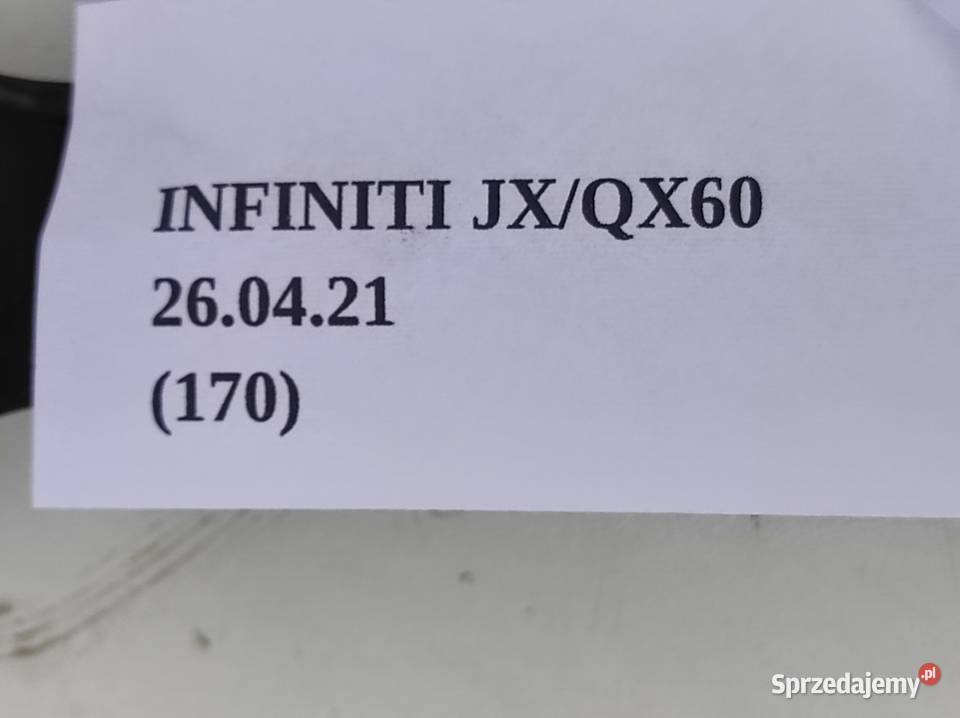 INFINITI JX/QX60
26.04.21
(170)
Sprzedajemy.pl